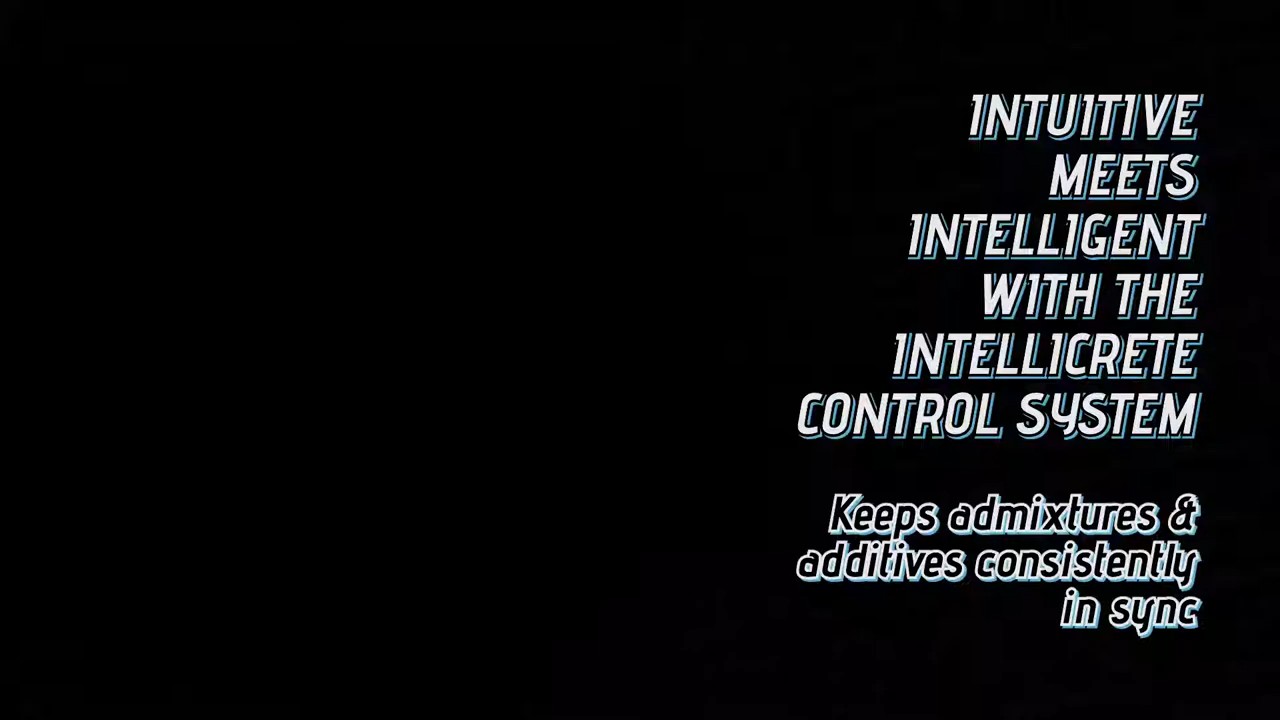 INTUITIVE
MEETS
INTELLIGENT
WITH THE
INTELLICRETE
CONTROL SYSTEM
Keeps admixtures &
additives consistently
in sync